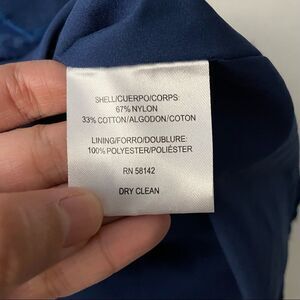 SHELL/CUERPO/CORPS:
67% NYLON
33% COTTON/ALGODON/COTON
LINING/FORRO/DOUBLURE:
100% POLYESTER/POLIÉSTER
RN 58142
DRY CLEAN